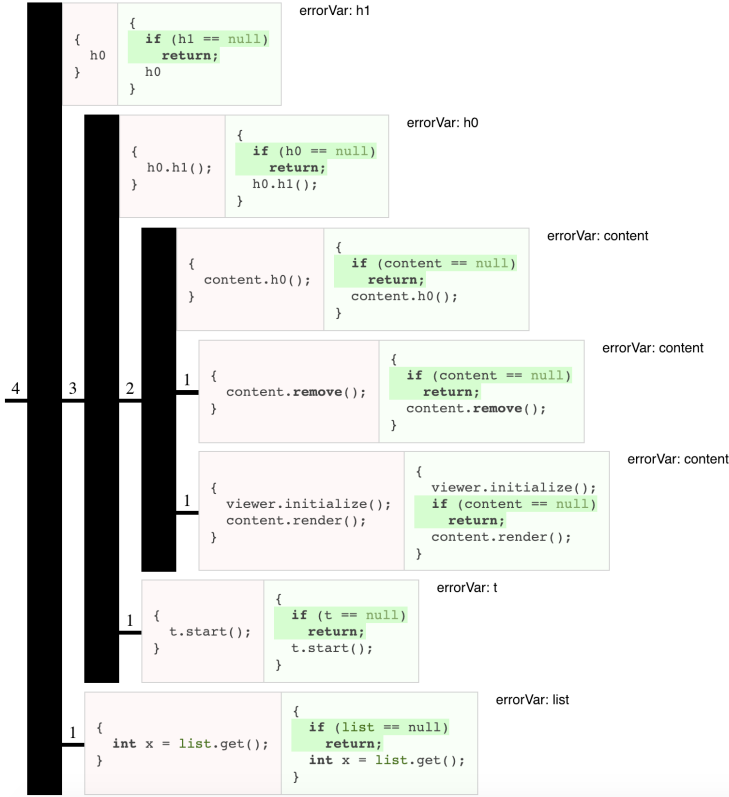 errorVar: h1
{
h0
}
{
if (h1 == null)
return;
h0
}
errorVar: h0
{
h0.h1();
}
{
if (h0 == null)
return;
h0.h1();
}
errorVar: content
{
content.h0();
}
{
if (content == null)
return;
content.h0();
}
errorVar: content
4
3
2
1
{
content.remove();
}
{
if (content == null)
return;
content.remove();
}
errorVar: content
1
{
viewer.initialize();
content.render();
}
{
viewer.initialize();
if (content == null)
return;
content.render();
}
errorVar: t
1
{
t.start();
}
{
if (t == null)
return;
t.start();
}
errorVar: list
1
{
int x = list.get();
}
{
if (list == null)
return;
int x = list.get();
}